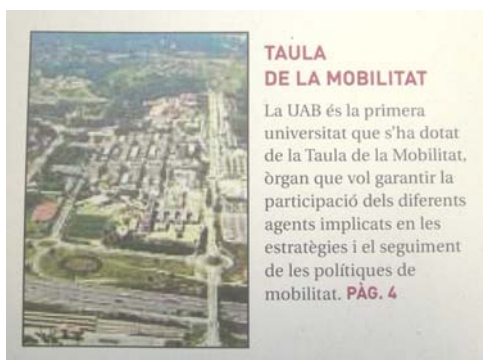 TAULA
DE LA MOBILITAT
La UAB és la primera
universitat que s'ha dotat
de la Taula de la Mobilitat,
òrgan que vol garantir la
participació dels diferents
agents implicats en les
estratègies i el seguiment
de les polítiques de
mobilitat. PÀG. 4